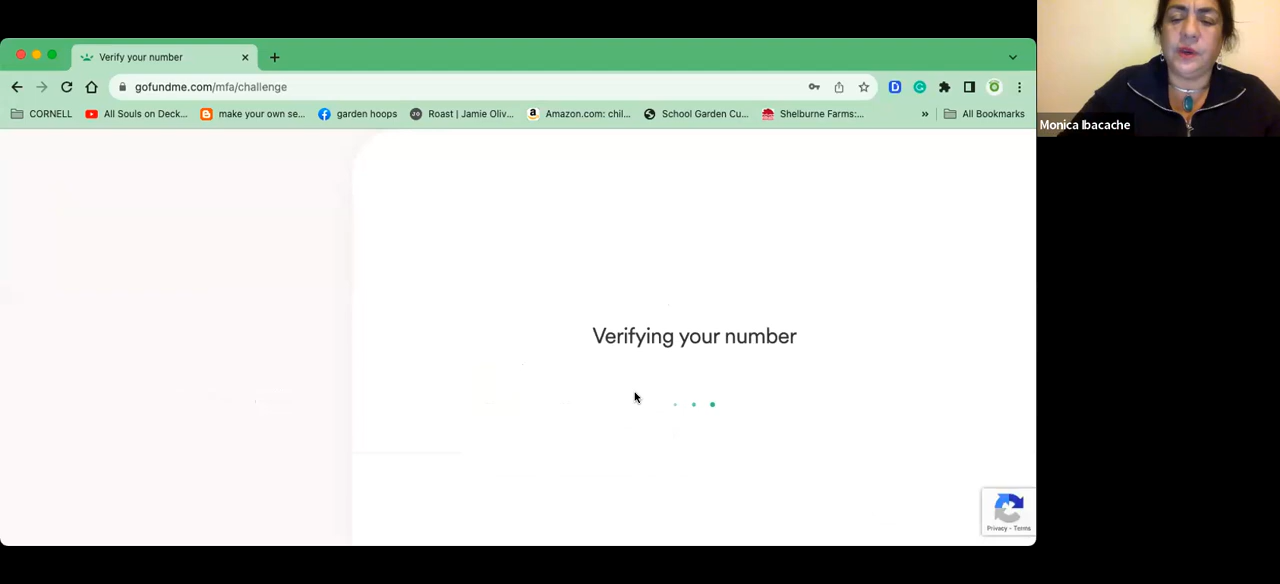 Verify your number
gofundme.com/mfa/challenge
CORNELL
All Souls on Deck...
make your own se...
garden hoops
Roast | Jamie Oliv...
Amazon.com: chil...
School Garden Cu...
Shelburne Farms:...
»
All Bookmarks
Monica Ibacache
Verifying your number
Privacy - Terms